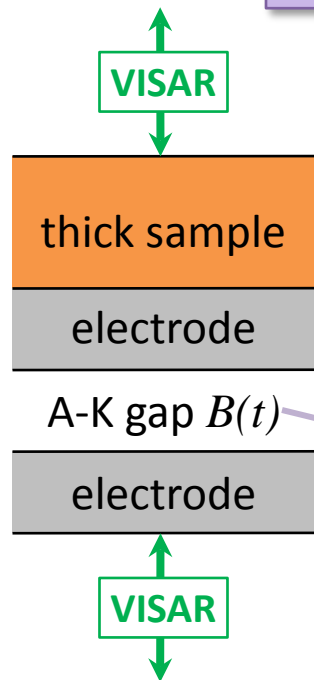 VISAR
thick sample
electrode
A-K gap B(t)
electrode
VISAR